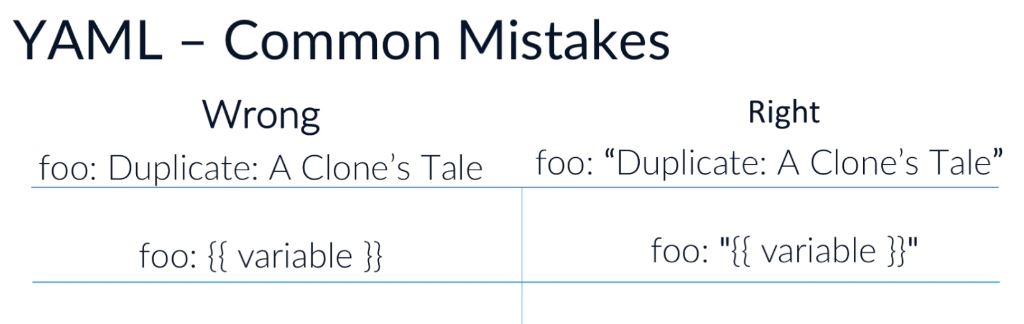 YAML – Common Mistakes
Wrong
Right
foo: Duplicate: A Clone’s Tale
foo: “Duplicate: A Clone’s Tale”
foo: {{ variable }}
foo: "{{ variable }}"